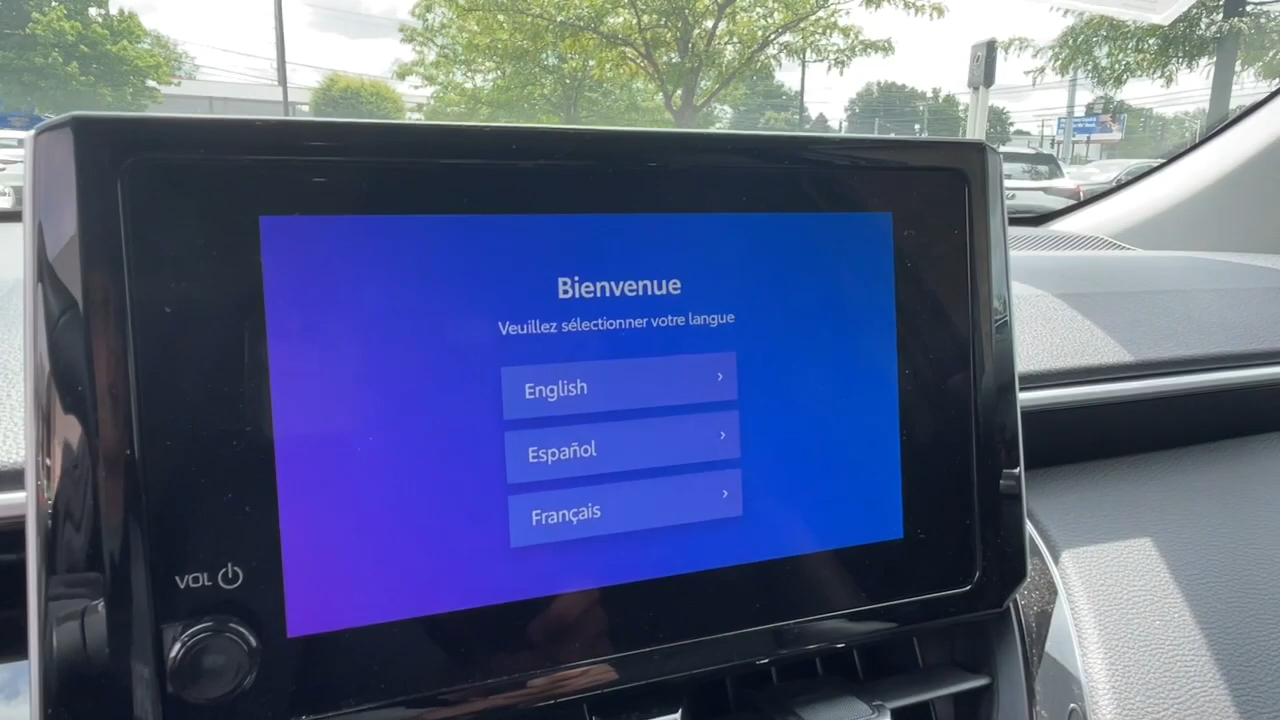 Bienvenue
Veuillez sélectionner votre langue
English
Español
Français
VOL